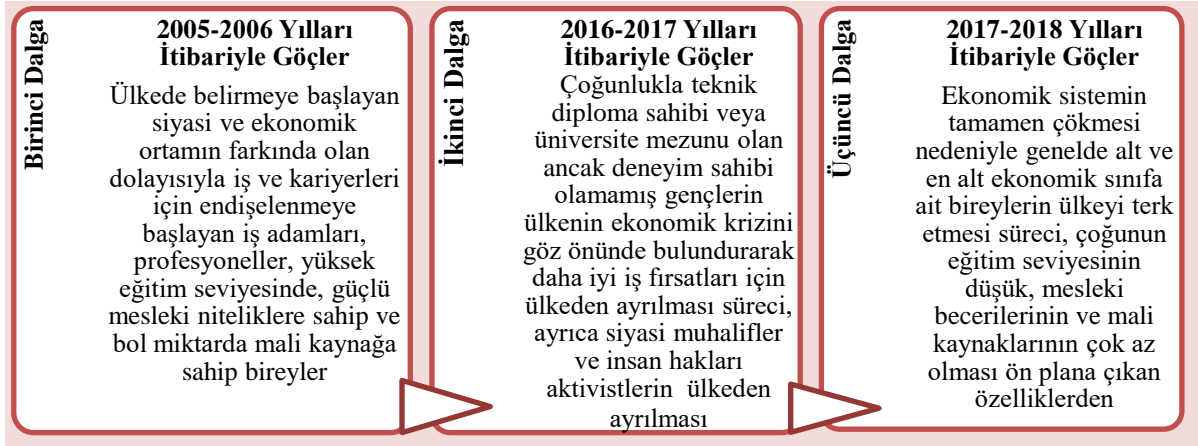 Birinci Dalga
2005-2006 Yılları
İtibariyle Göçler
Ülkede belirmeye başlayan
siyasi ve ekonomik
ortamın farkında olan
dolayısıyla iş ve kariyerleri
için endişelenmeye
başlayan iş adamları,
profesyoneller, yüksek
eğitim seviyesinde, güçlü
mesleki niteliklere sahip ve
bol miktarda mali kaynağa
sahip bireyler
İkinci Dalga
2016-2017 Yılları
İtibariyle Göçler
Çoğunlukla teknik
diploma sahibi veya
üniversite mezunu olan
ancak deneyim sahibi
olamamış gençlerin
ülkenin ekonomik krizini
göz önünde bulundurarak
daha iyi iş fırsatları için
ülkeden ayrılması süreci,
ayrıca siyasi muhalifler
ve insan hakları
aktivistlerin ülkeden
ayrılması
Üçüncü Dalga
2017-2018 Yılları
İtibariyle Göçler
Ekonomik sistemin
tamamen çökmesi
nedeniyle genelde alt ve
en alt ekonomik sınıfa
ait bireylerin ülkeyi terk
etmesi süreci, çoğunun
eğitim seviyesinin
düşük, mesleki
becerilerinin ve mali
kaynaklarının çok az
olması ön plana çıkan
özelliklerden